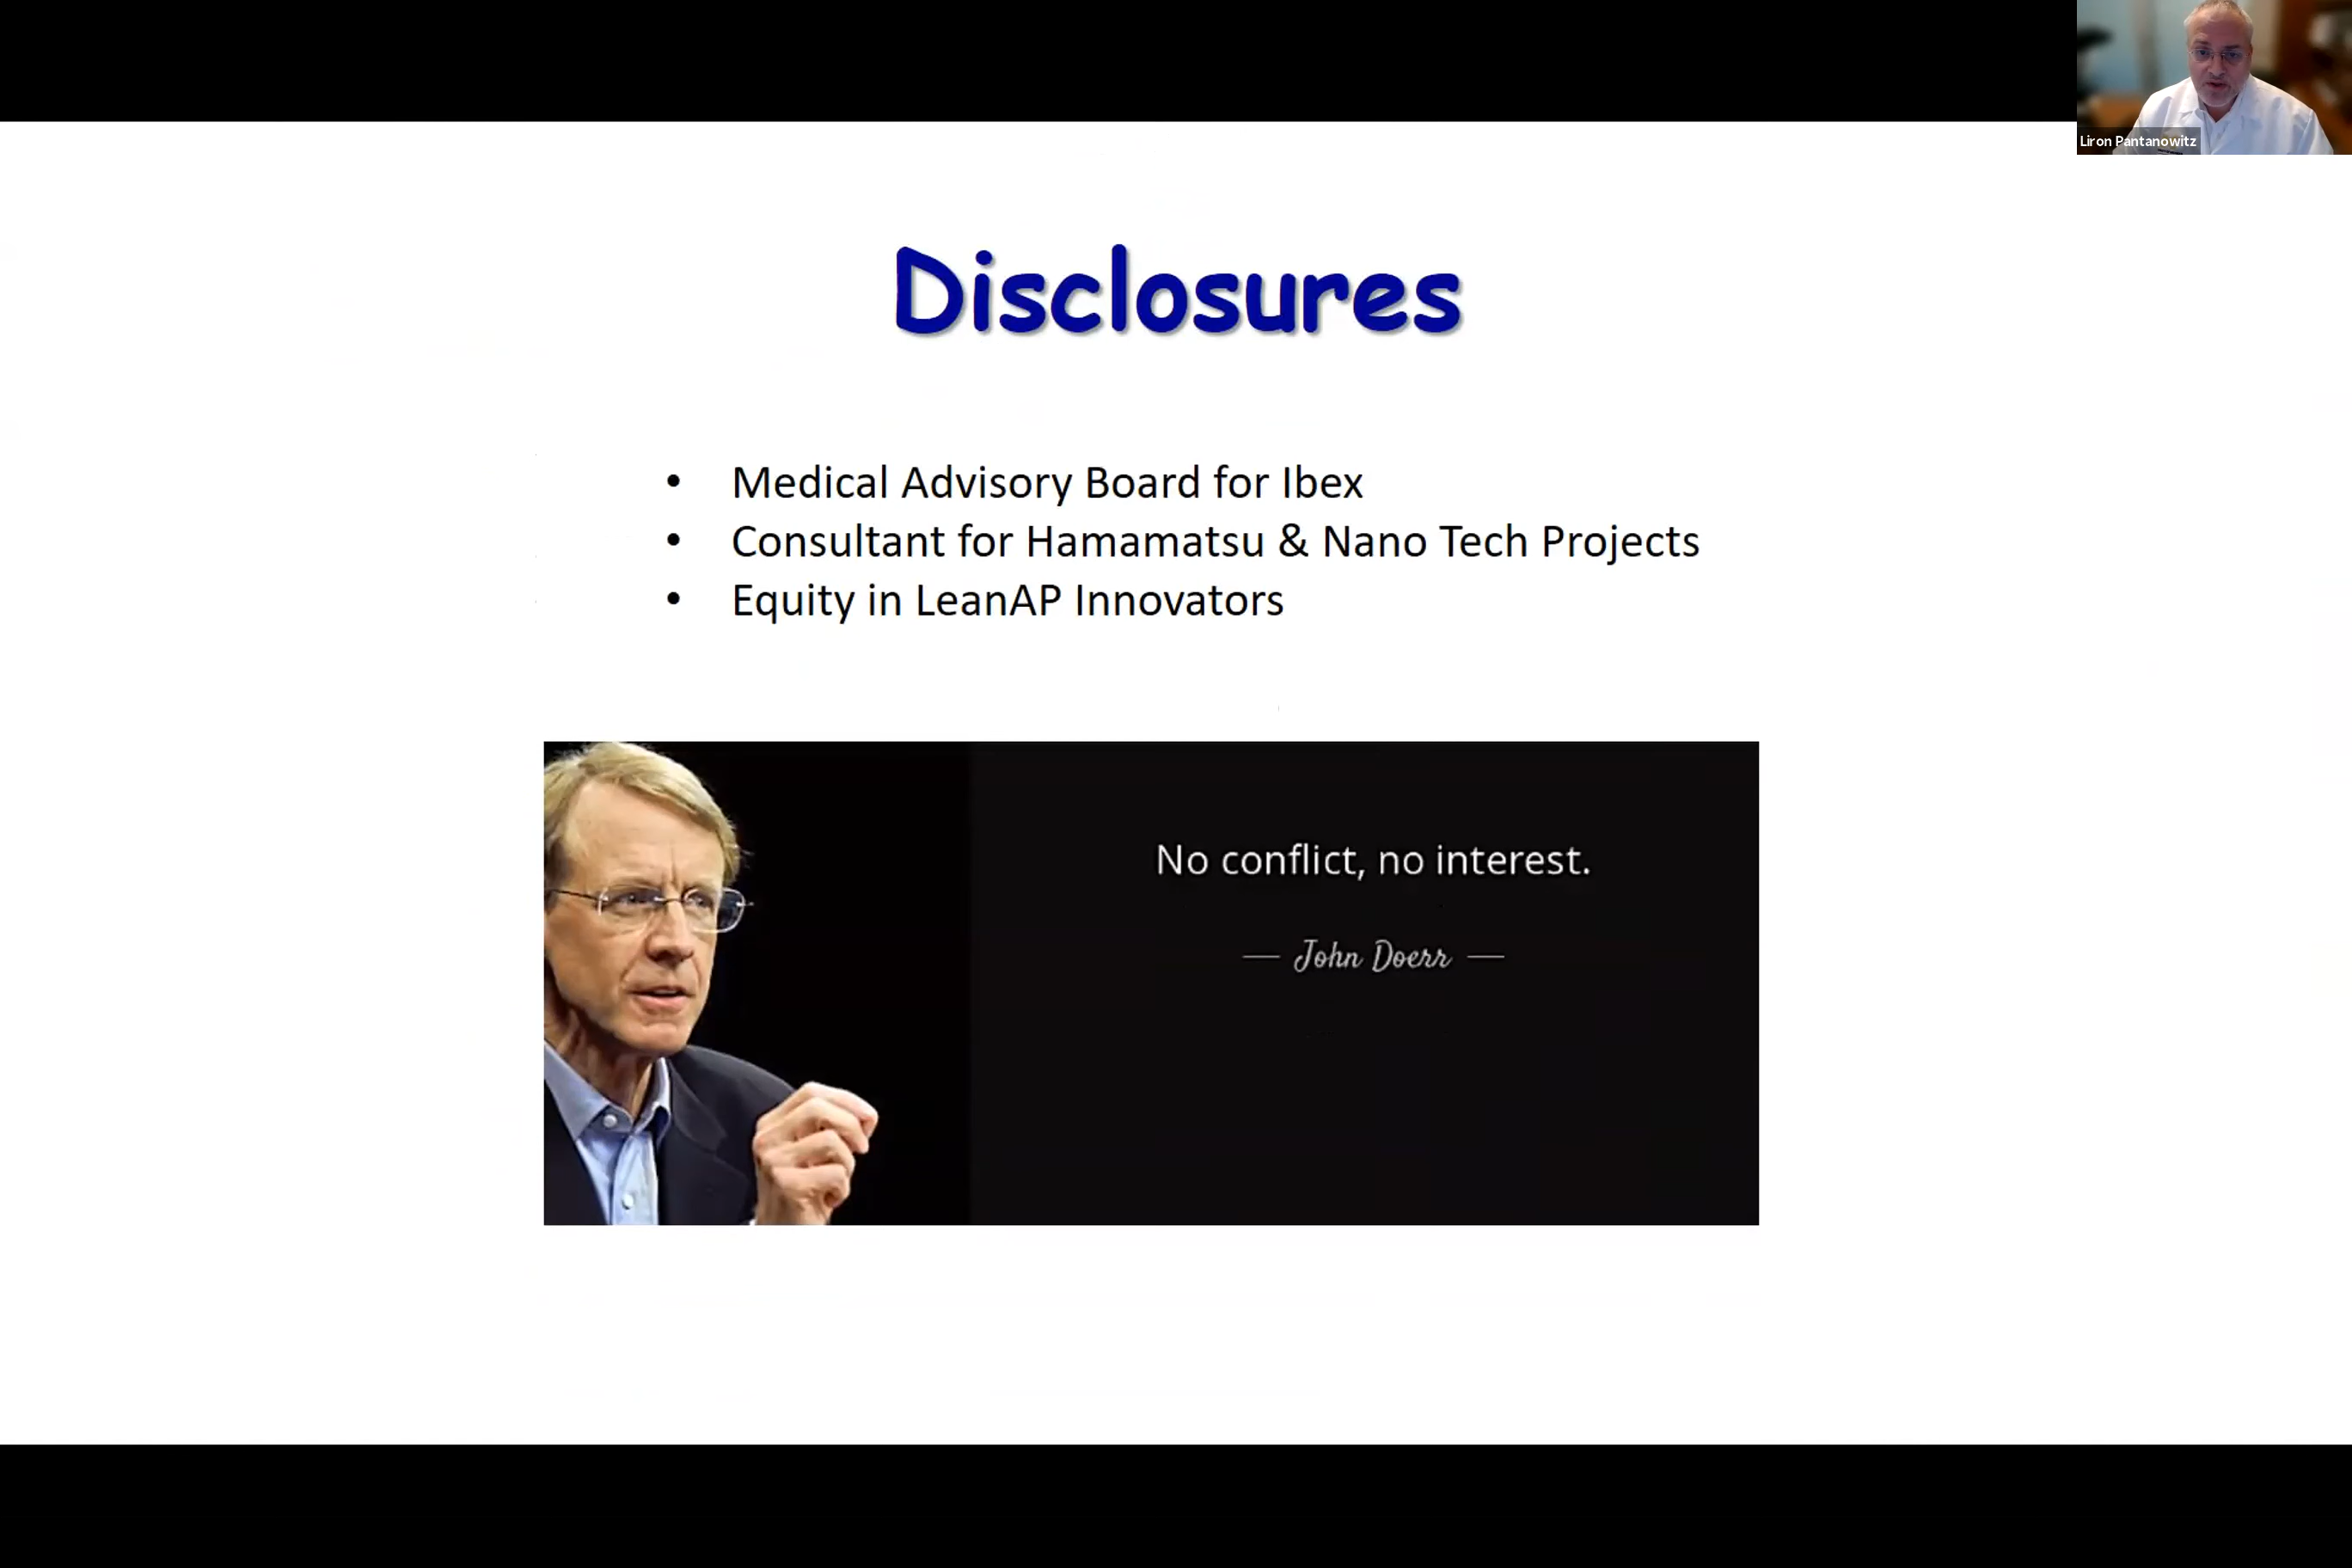 Liron Pantanowitz
Disclosures
• Medical Advisory Board for Ibex
• Consultant for Hamamatsu & Nano Tech Projects
• Equity in LeanAP Innovators
No conflict, no interest.
— John Doerr —